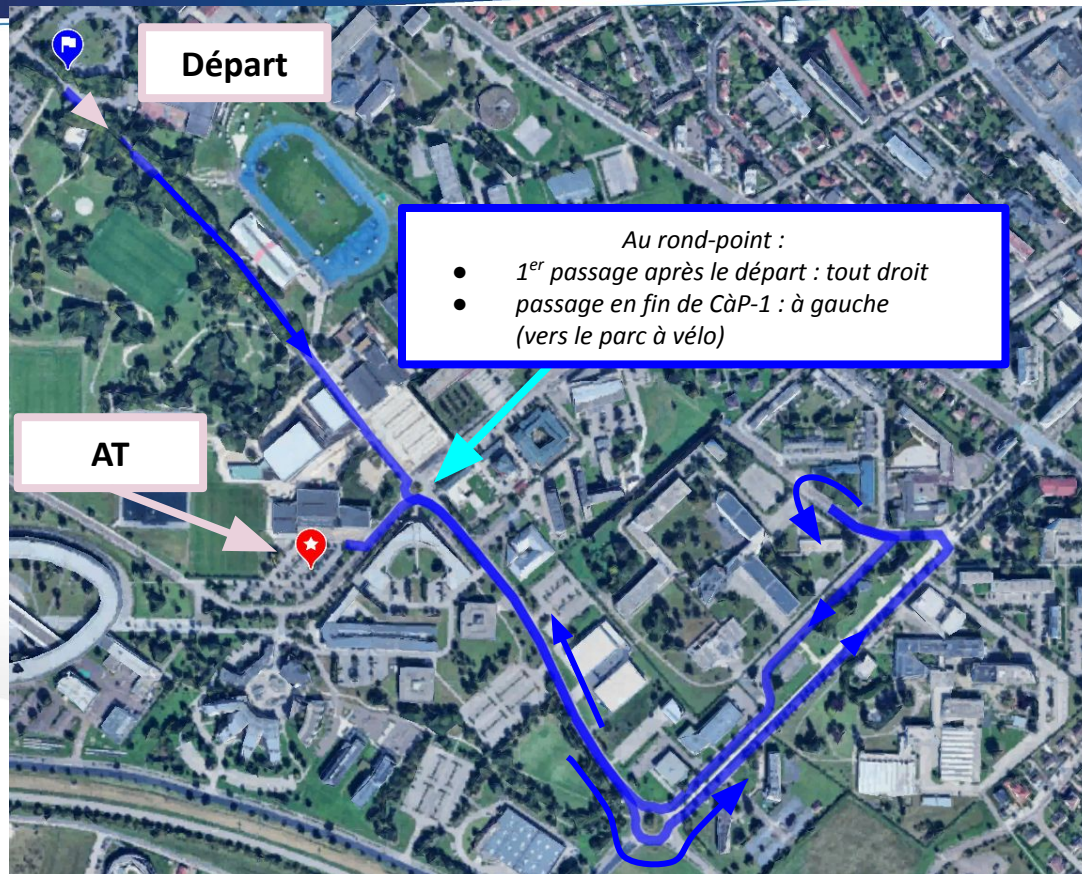 Départ
Au rond-point :
● 1er passage après le départ : tout droit
● passage en fin de CàP-1 : à gauche
(vers le parc à vélo)
AT